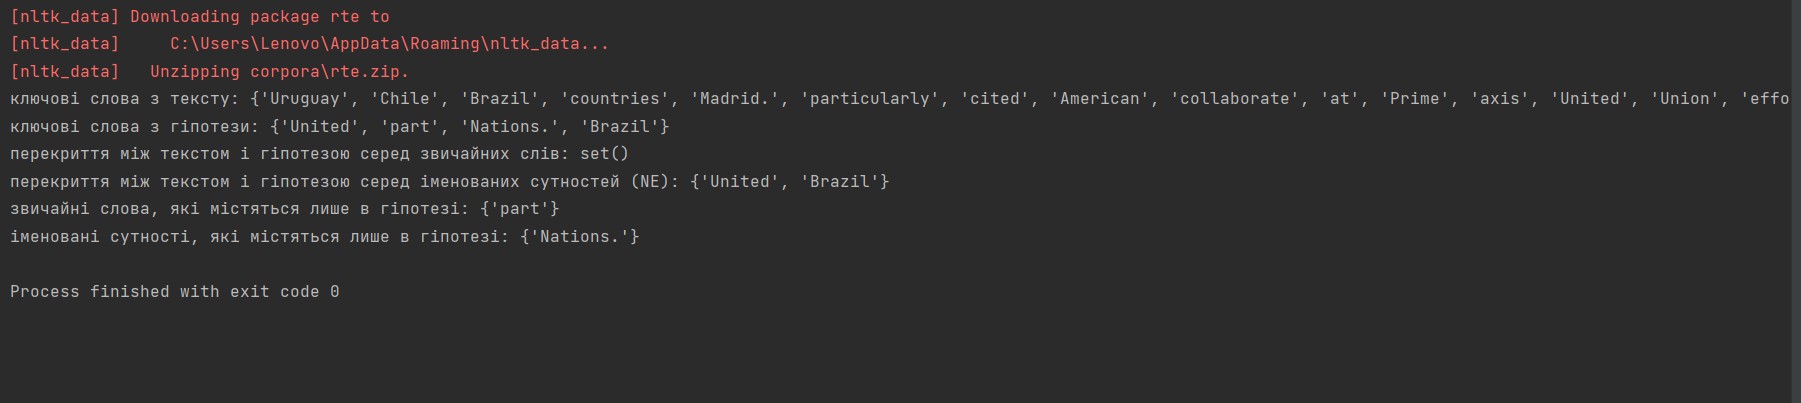 [nltk_data] Downloading package rte to
[nltk_data]     C:\Users\Lenovo\AppData\Roaming\nltk_data...
[nltk_data]   Unzipping corpora\rte.zip.
ключові слова з тексту: {'Uruguay', 'Chile', 'Brazil', 'countries', 'Madrid.', 'particularly', 'cited', 'American', 'collaborate', 'at', 'Prime', 'axis', 'United', 'Union', 'effo
ключові слова з гіпотези: {'United', 'part', 'Nations.', 'Brazil'}
перекриття між текстом і гіпотезою серед звичайних слів: set()
перекриття між текстом і гіпотезою серед іменованих сутностей (NE): {'United', 'Brazil'}
звичайні слова, які містяться лише в гіпотезі: {'part'}
іменовані сутності, які містяться лише в гіпотезі: {'Nations.'}
Process finished with exit code 0